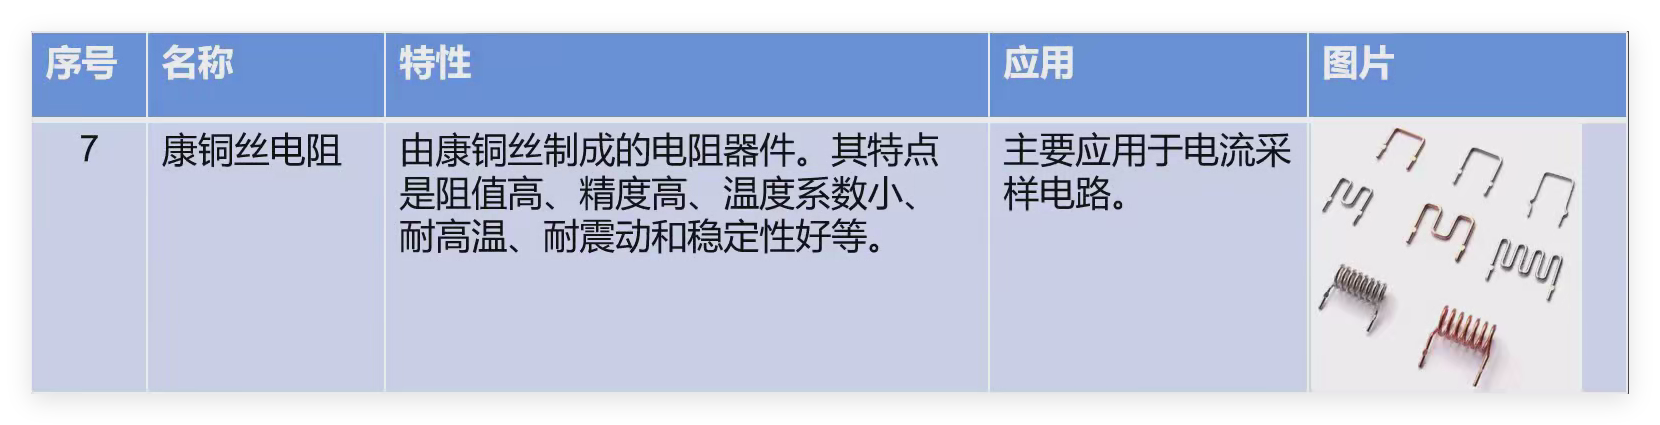 序号 名称 特性 应用 图片
7 康铜丝电阻 由康铜丝制成的电阻器件。其特点 主要应用于电流采
是阻值高、精度高、温度系数小、 样电路。
耐高温、耐震动和稳定性好等。